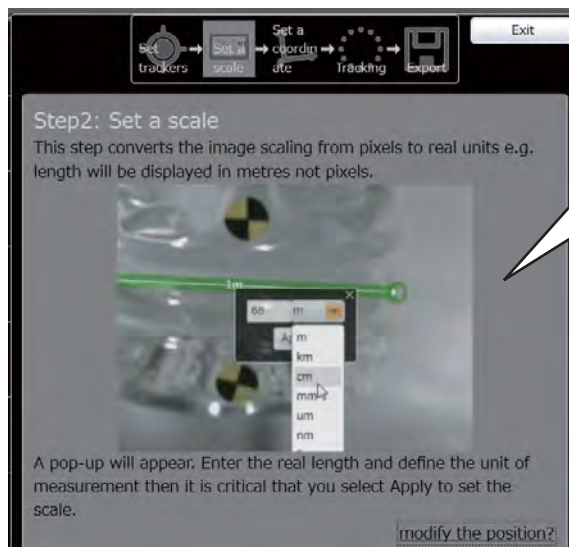 Exit
Set
trackers
Set a
scale
Set a
coordin
ate
Tracking
Export
Step2: Set a scale
This step converts the image scaling from pixels to real units e.g.
length will be displayed in metres not pixels.
1m
66 m
m
km
cm
mm
um
nm
A pop-up will appear. Enter the real length and define the unit of
measurement then it is critical that you select Apply to set the
scale.
modify the position?